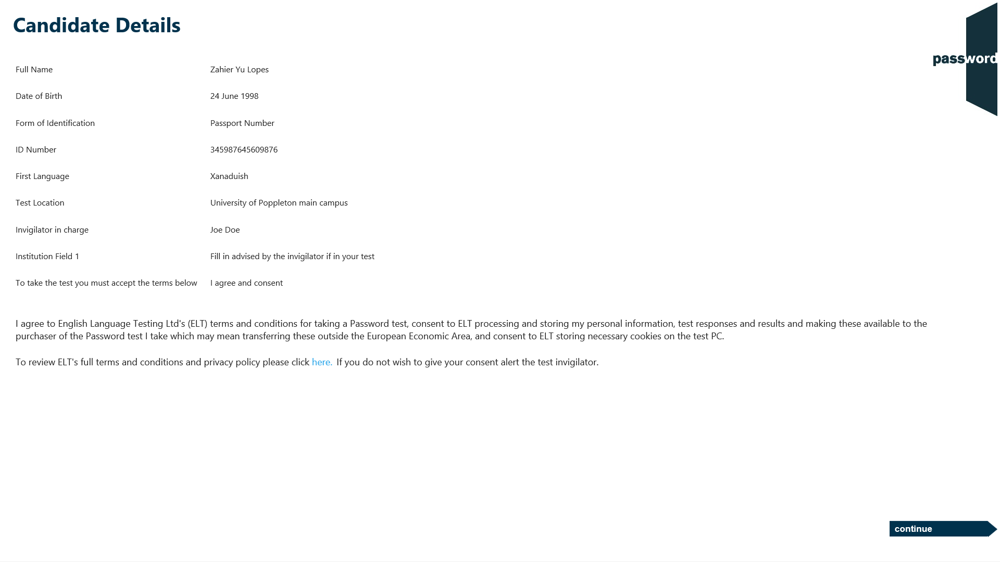 Candidate Details
password
Full Name Zahier Yu Lopes
Date of Birth 24 June 1998
Form of Identification Passport Number
ID Number 345987645609876
First Language Xanaduish
Test Location University of Poppleton main campus
Invigilator in charge Joe Doe
Institution Field 1 Fill in advised by the invigilator if in your test
To take the test you must accept the terms below I agree and consent
I agree to English Language Testing Ltd's (ELT) terms and conditions for taking a Password test, consent to ELT processing and storing my personal information, test responses and results and making these available to the
purchaser of the Password test I take which may mean transferring these outside the European Economic Area, and consent to ELT storing necessary cookies on the test PC.
To review ELT's full terms and conditions and privacy policy please click here. If you do not wish to give your consent alert the test invigilator.
continue